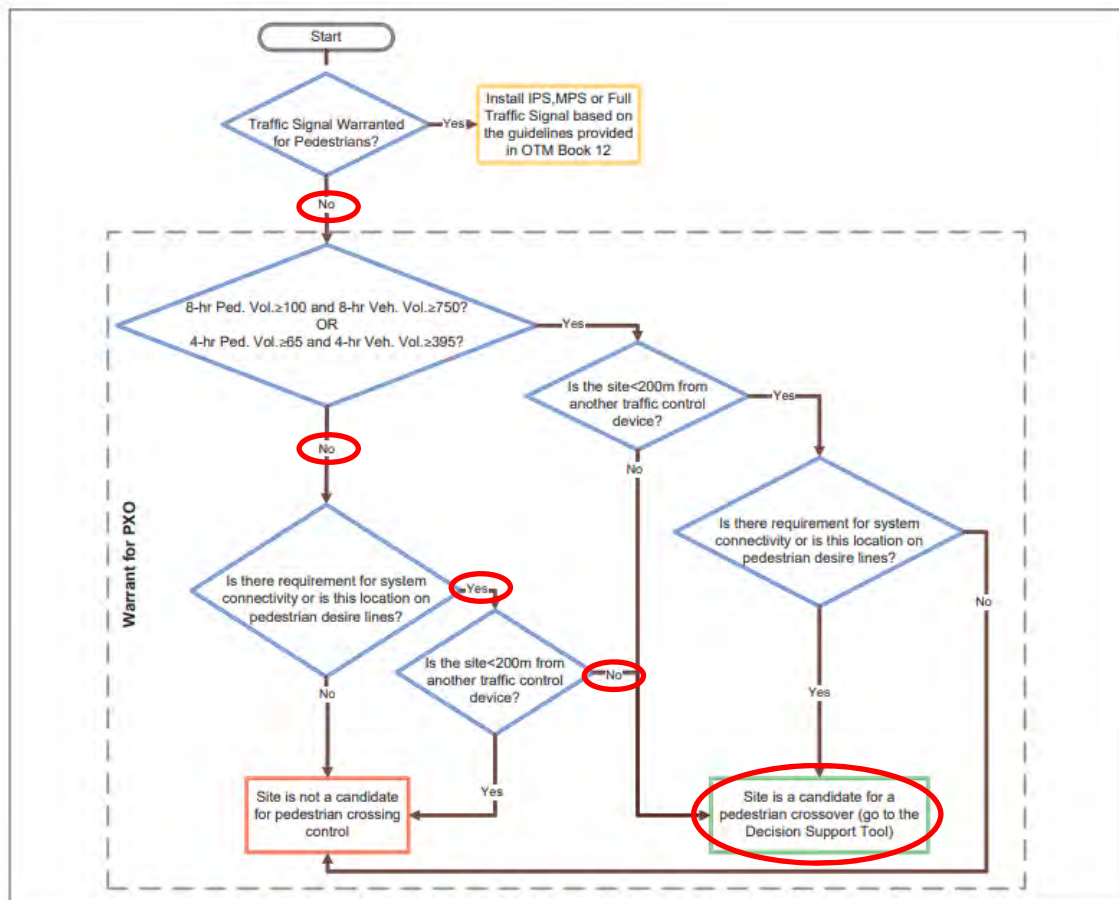 Start
Traffic Signal Warranted
for Pedestrians?
Yes
Install IPS,MPS or Full
Traffic Signal based on
the guidelines provided
in OTM Book 12
No
Warrant for PXO
8-hr Ped. Vol.≥100 and 8-hr Veh. Vol.≥750?
OR
4-hr Ped. Vol.≥65 and 4-hr Veh. Vol.≥395?
Yes
Is the site<200m from
another traffic control
device?
Yes
No
No
Is there requirement for system
connectivity or is this location on
pedestrian desire lines?
No
Yes
Is there requirement for system
connectivity or is this location on
pedestrian desire lines?
Yes
No
Is the site<200m from
another traffic control
device?
No
Yes
Site is not a candidate
for pedestrian crossing
control
Site is a candidate for a
pedestrian crossover (go to the
Decision Support Tool)